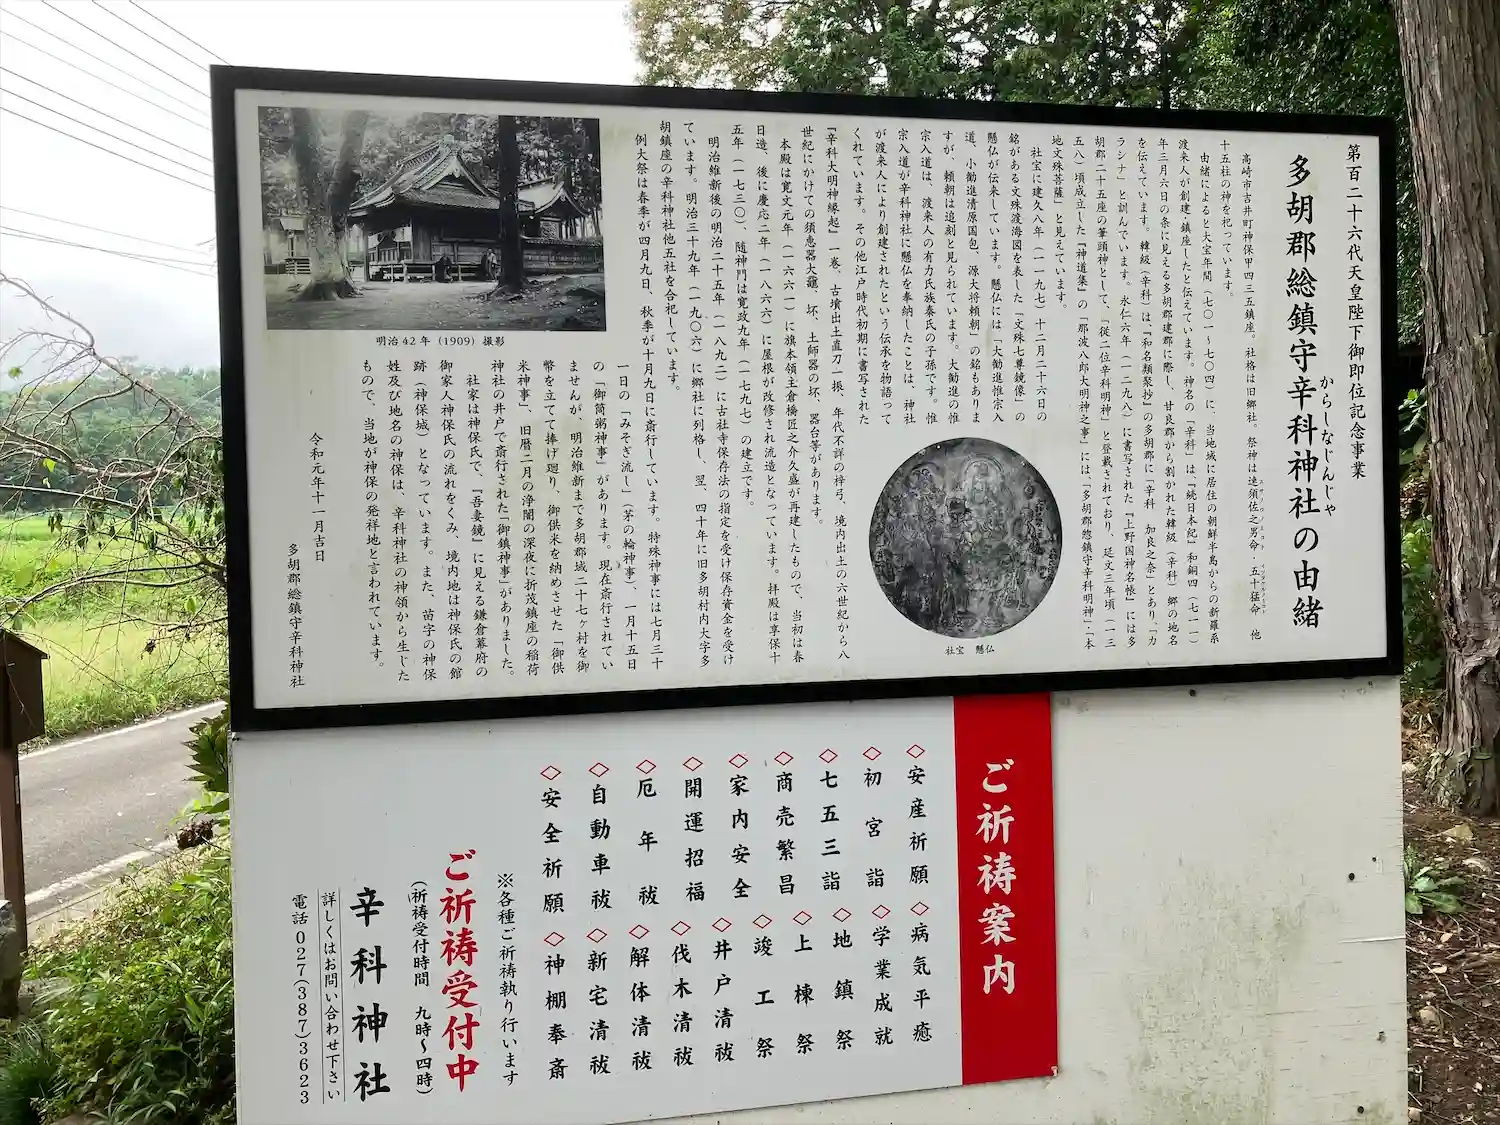 第百二十六代天皇陛下御即位記念事業
多胡郡総鎮守辛科神社の由緒
からしなじんじゃ
高崎市吉井町神保甲四三五鎮座。社格は旧郷社。祭神は速須佐之男命・五十猛命 他
スサノウノミコト
イソタケルノミコト
十五柱の神を祀っています。
由緒によると大宝年間（七〇一～七〇四）に、当地域に居住の朝鮮半島からの新羅系
渡来人が創建・鎮座したと伝えています。神名の「辛科」は『続日本紀』和銅四（七一一）
年三月六日の条に見える多胡郡建郡に際し、甘良郡から割かれた韓級（辛科）郷の地名
を伝えています。韓級（辛科）は『和名類聚抄』の多胡郡に「辛科 加良之奈」とあり、「カ
ラシナ」と訓んでいます。永仁六年（一二九八）に書写された『上野国神名帳』には多
胡郡二十五座の筆頭神として、「従二位辛科明神」と登載されており、延文三年頃（一三
五八）頃成立した『神道集』の「那波八郎大明神之事」には、「多胡郡惣鎮守辛科明神」「本
地文殊菩薩」と見えています。
社宝に建久八年（一一九七）十二月二十六日の
銘がある文殊渡海図を表した「文殊七尊鏡像」の
懸仏が伝来しています。懸仏には「大勧進惟宗入
道、小勧進清原国包、源大将賴朝」の銘もありま
すが、頼朝は追刻と見られています。大勧進の惟
宗入道は、渡来人の有力氏族秦氏の子孫です。惟
宗入道が辛科神社に懸仏を奉納したことは、神社
が渡来人により創建されたという伝承を物語って
くれています。その他江戸時代初期に書写された
『辛科大明神縁起』一巻、古墳出土直刀一振、年代不詳の梓弓、境内出土の六世紀から八
世紀にかけての須恵器大甕、坏、土師器の坏、器台等があります。
本殿は寛文元年（一六六一）に旗本領主倉橋匠之介久盛が再建したもので、当初は春
日造、後に慶応二年（一八六六）に屋根が改修され流造となっています。拝殿は享保十
五年（一七三〇）、随神門は寛政九年（一七九七）の建立です。
明治維新後の明治二十五年（一八九二）に古社寺保存法の指定を受け保存資金を受け
ています。明治三十九年（一九〇六）に郷社に列格し、翌、四十年に旧多胡村内大字多
胡鎮座の辛科神社他五社を合祀しています。
例大祭は春季が四月九日、秋季が十月九日に斎行しています。特殊神事には七月三十
一日の「みそぎ流し」（茅の輪神事）、一月十五日
の「御筒粥神事」があります。現在斎行されてい
ませんが、明治維新まで多胡郡域二十七ヶ村を御
幣を立てて捧げ廻り、御供米を納めさせた「御供
米神事」、旧暦二月の浄闇の深夜に折茂鎮座の稲荷
神社の井戸で斎行された「御鎮神事」がありました。
社家は神保氏で、『吾妻鏡』に見える鎌倉幕府の
御家人神保氏の流れをくみ、境内地は神保氏の館
跡（神保城）となっています。また、苗字の神保
姓及び地名の神保は、辛科神社の神領から生じた
もので、当地が神保の発祥地と言われています。
令和元年十一月吉日
多胡郡総鎮守辛科神社
明治42年（1909）撮影
社宝 懸仏
ご祈祷案内
◇安産祈願 ◇病気平癒
◇初宮詣 ◇学業成就
◇七五三詣 ◇地鎮祭
◇商売繁昌 ◇上棟祭
◇家内安全 ◇竣工祭
◇開運招福 ◇井戸清祓
◇厄年祓 ◇伐木清祓
◇自動車祓 ◇解体清祓
◇安全祈願 ◇新宅清祓
◇神棚奉斎
※各種ご祈祷執り行います
ご祈祷受付中
（祈祷受付時間 九時～四時）
辛科神社
詳しくはお問い合わせ下さい
電話 027(387)3623